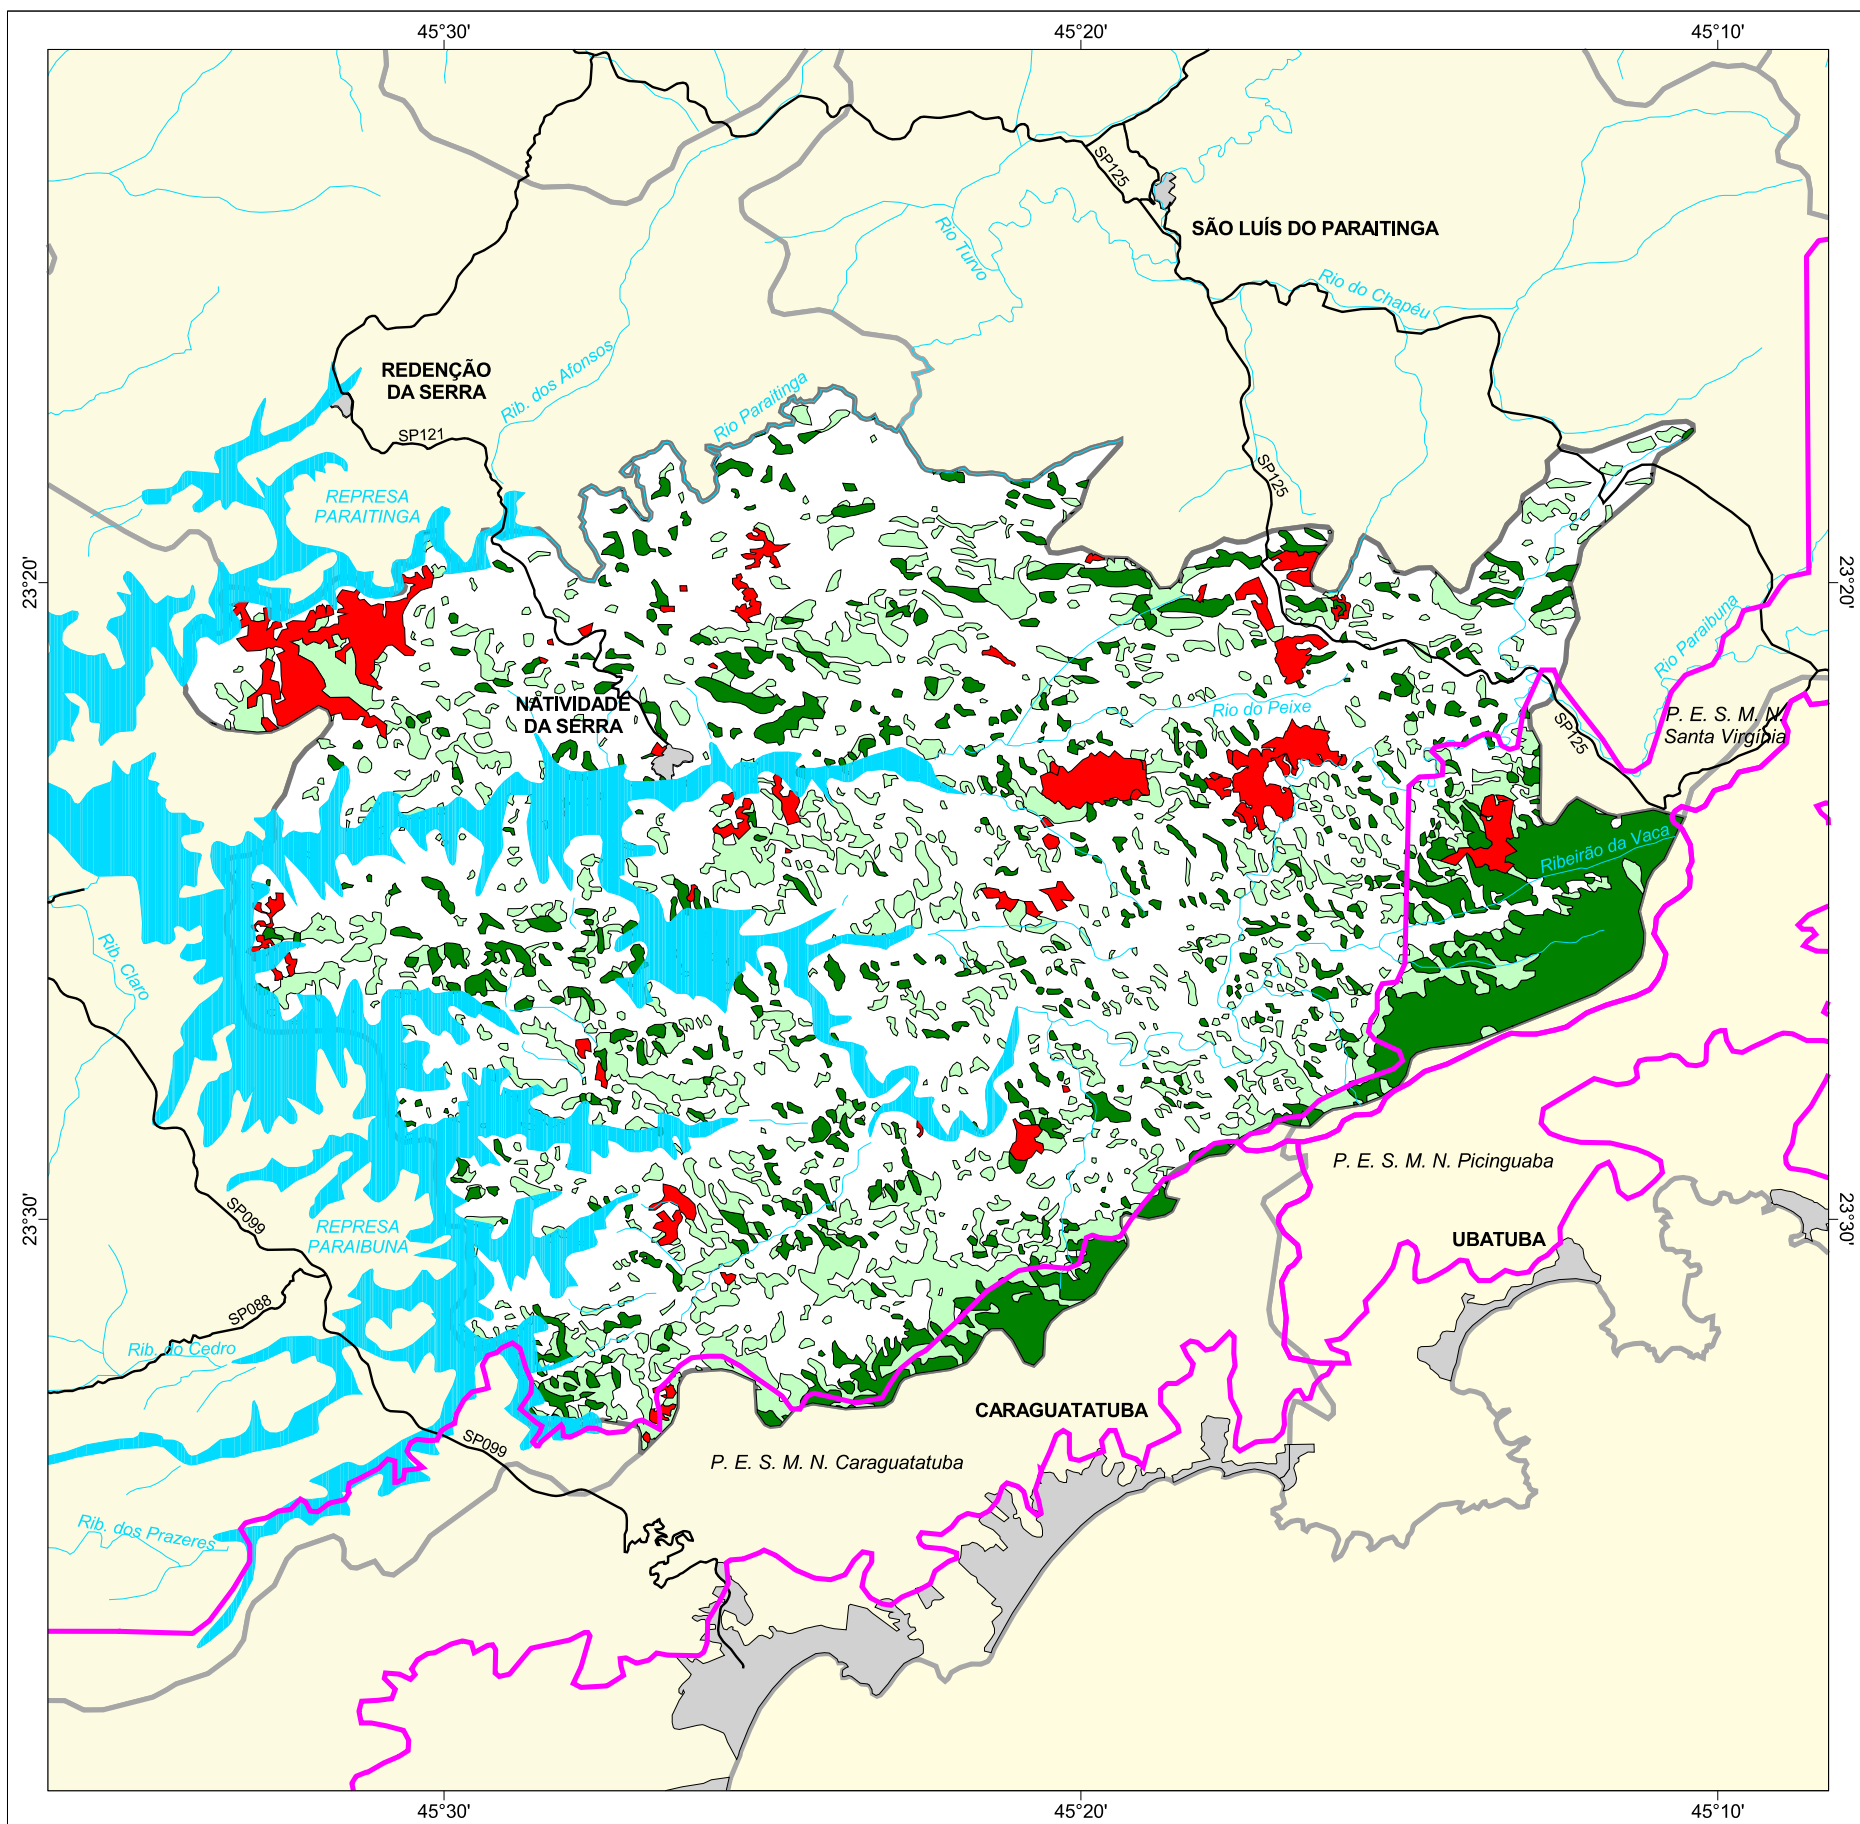 45°30'
45°20'
45°10'
SP125
SÃO LUÍS DO PARAITINGA
Rio Turvo
Rio do Chapéu
REDENÇÃO
DA SERRA
Rib. dos Afonsos
Rio Paraitinga
SP121
SP125
REPRESA
PARAITINGA
23°20'
23°20'
Rio Paraibuna
NATIVIDADE
DA SERRA
Rio do Peixe
SP125
P. E. S. M. N.
Santa Virgínia
Ribeirão da Vaca
Rib. Claro
P. E. S. M. N. Picinguaba
SP099
REPRESA
PARAIBUNA
23°30'
23°30'
UBATUBA
SP088
Rib. do Cedro
CARAGUATATUBA
SP099
P. E. S. M. N. Caraguatatuba
Rib. dos Prazeres
45°30'
45°20'
45°10'